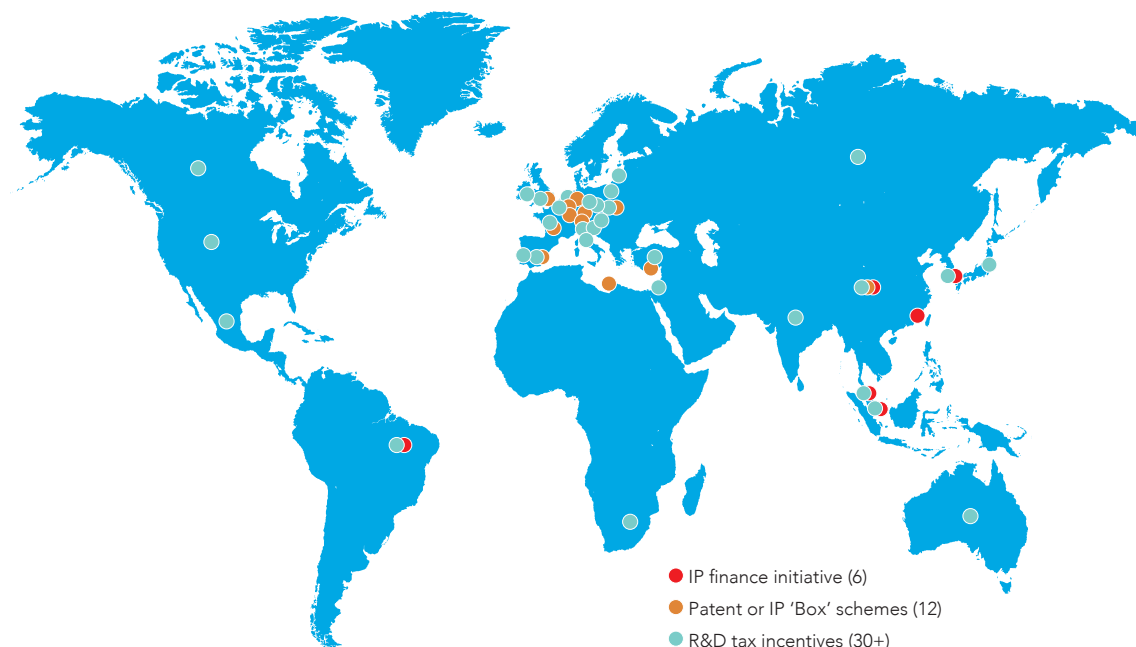 IP finance initiative (6)
Patent or IP ‘Box’ schemes (12)
R&D tax incentives (30+)